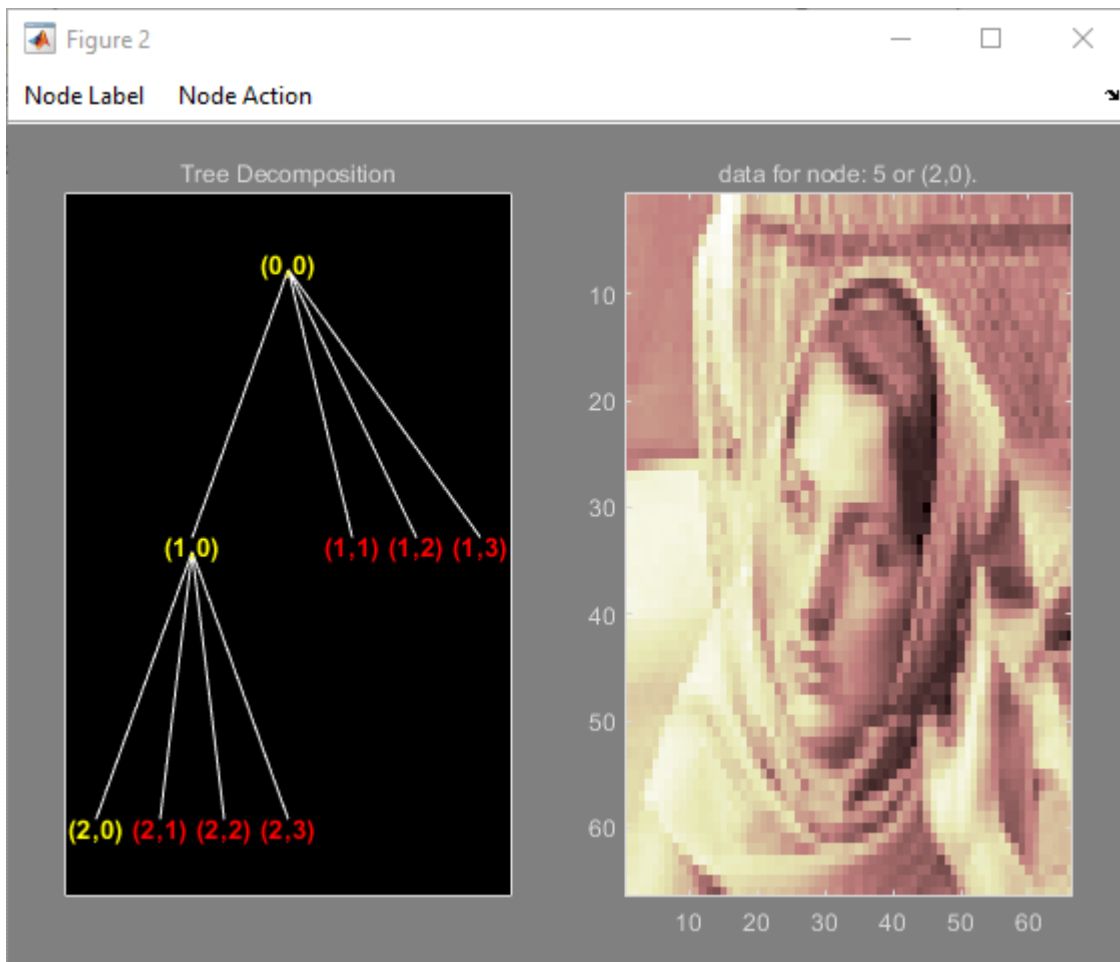 Figure 2
Node Label Node Action
Tree Decomposition
(0,0)
(1,0) (1,1) (1,2) (1,3)
(2,0) (2,1) (2,2) (2,3)
data for node: 5 or (2,0).
10
20
30
40
50
60
10 20 30 40 50 60